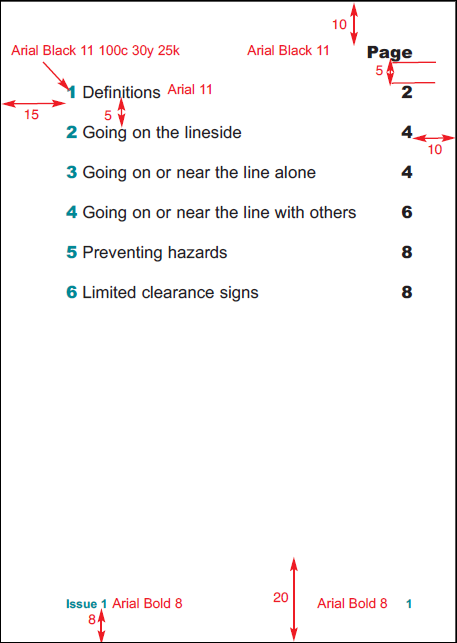 10
Arial Black 11 100c 30y 25k Arial Black 11 Page
5
1 Definitions Arial 11 2
15 5
2 Going on the lineside 4
10
3 Going on or near the line alone 4
4 Going on or near the line with others 6
5 Preventing hazards 8
6 Limited clearance signs 8
20
Issue 1 Arial Bold 8 Arial Bold 8 1
8